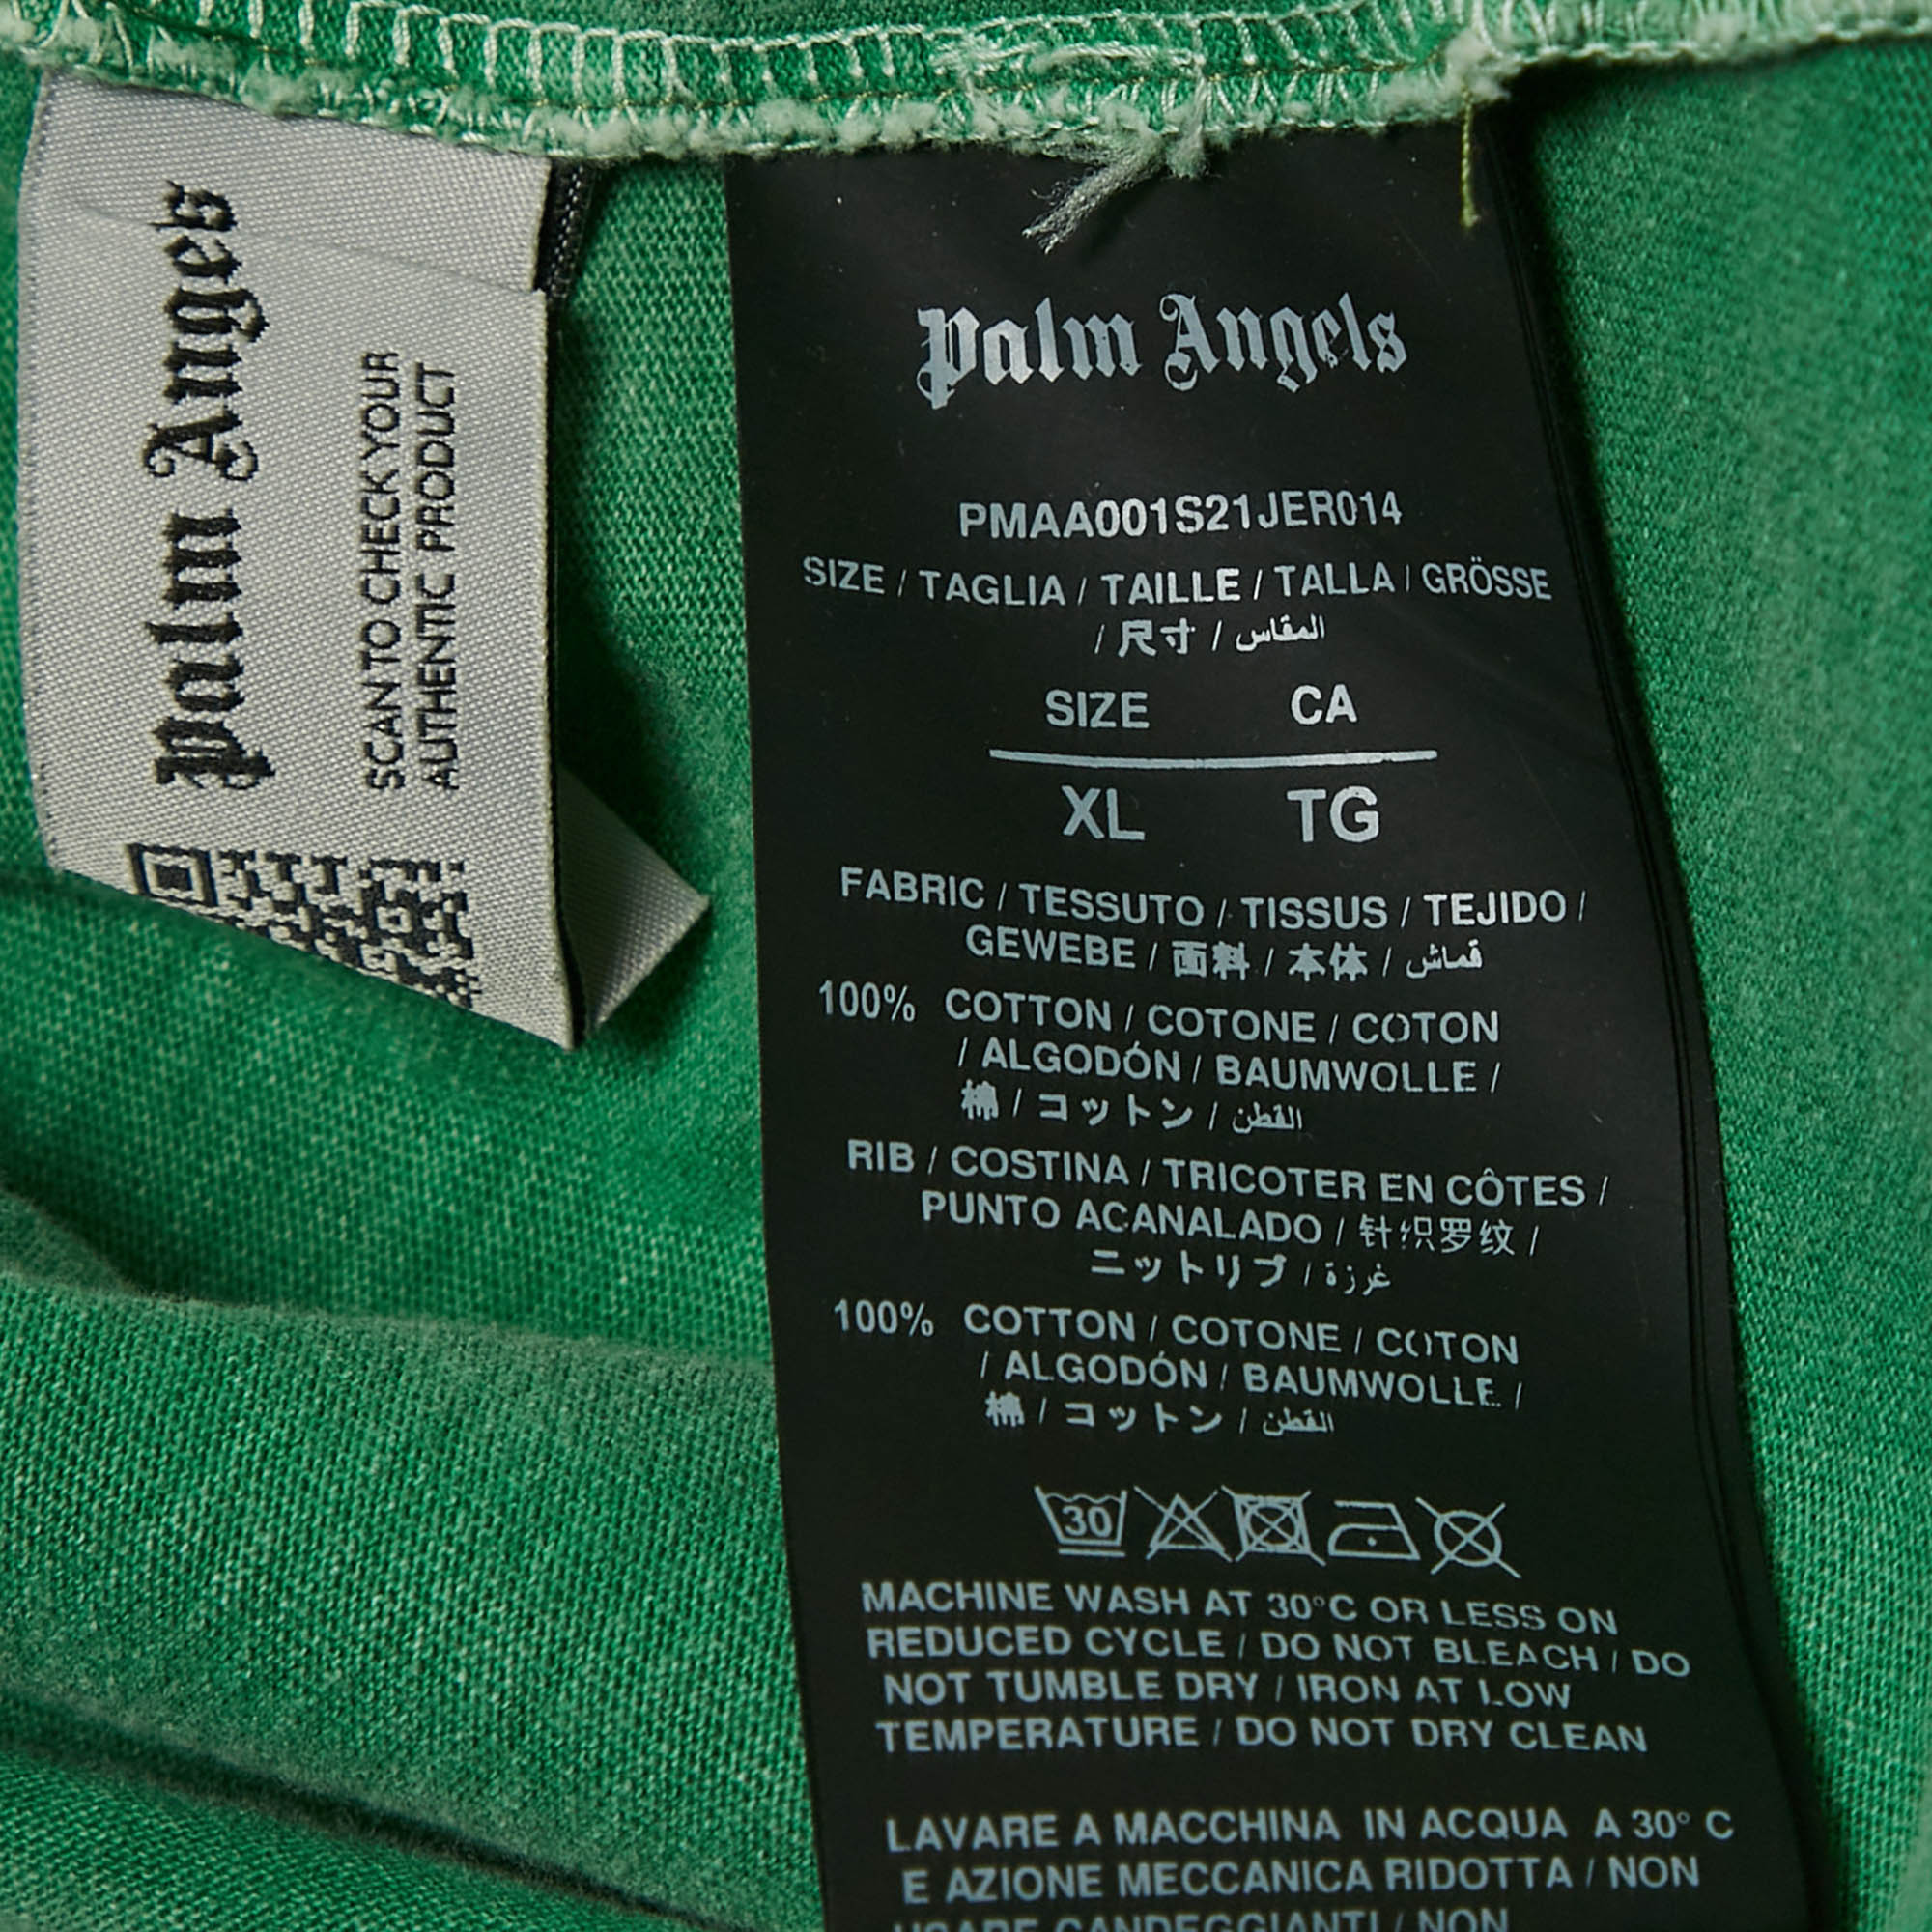 Palm Angels
SCAN TO CHECK YOUR
AUTHENTIC PRODUCT
Palm Angels
PMAA001S21JER014
SIZE / TAGLIA / TAILLE / TALLA / GRÖSSE
/ 尺寸 / المقاس
SIZE CA
XL TG
FABRIC / TESSUTO / TISSUS / TEJIDO /
GEWEBE / 面料 / 本体 / قماش
100% COTTON / COTONE / COTON
/ ALGODÓN / BAUMWOLLE /
棉 / コットン / القطن
RIB / COSTINA / TRICOTER EN CÔTES /
PUNTO ACANALADO / 针织罗纹 /
ニットリブ / غرزة
100% COTTON / COTONE / COTON
/ ALGODÓN / BAUMWOLLE /
棉 / コットン / القطن
30
MACHINE WASH AT 30°C OR LESS ON
REDUCED CYCLE / DO NOT BLEACH / DO
NOT TUMBLE DRY / IRON AT LOW
TEMPERATURE / DO NOT DRY CLEAN
LAVARE A MACCHINA IN ACQUA A 30° C
E AZIONE MECCANICA RIDOTTA / NON
USARE CANDEGGIANTI / NON